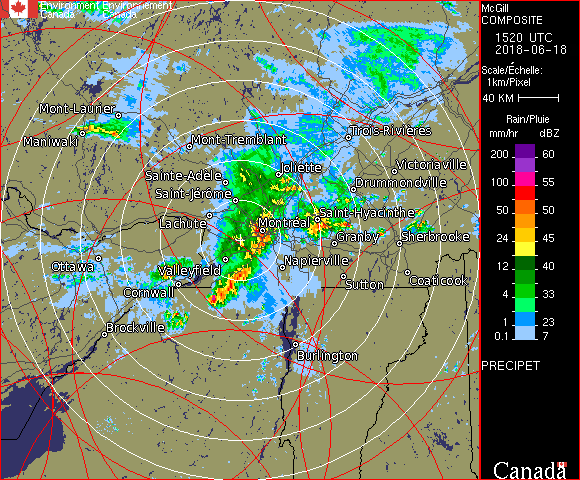 Environment Environnement
Canada Canada
McGill
COMPOSITE
1520 UTC
2018-06-18
Scale/Échelle:
1km/Pixel
40 KM
Rain/Pluie
mm/hr dBZ
200 60
150 57
100 55
50 50
24 45
12 40
4 33
2 23
0.1 7
PRECIPET
Canada
Mont-Laurier
Maniwaki
Mont-Tremblant
Trois-Rivières
Sainte-Adèle
Joliette
Victoriaville
Saint-Jérôme
Drummondville
Lachute
Montréal
Saint-Hyacinthe
Granby
Sherbrooke
Ottawa
Valleyfield
Napierville
Cornwall
Sutton
Coaticook
Brockville
Burlington